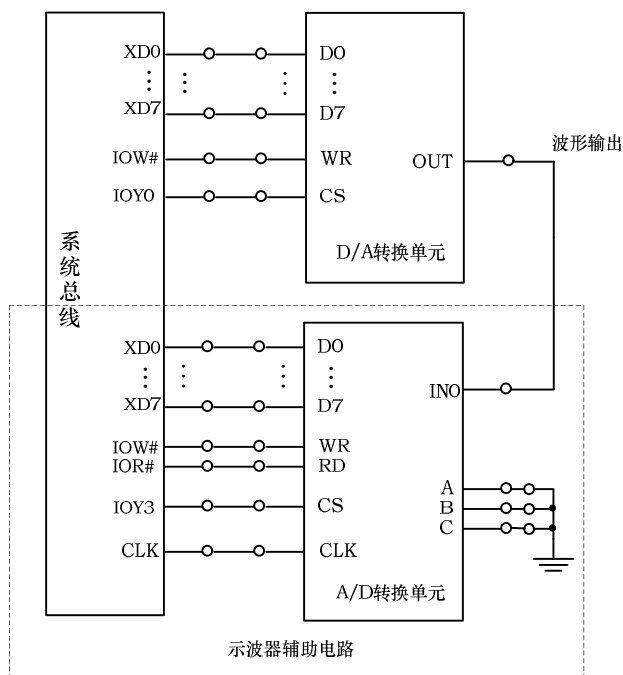 XD0 D0
XD7 D7
IOW# WR
OUT
波形输出
IOY0 CS
D/A转换单元
系统总线
XD0 D0
IN0
XD7 D7
IOW# WR
IOR# RD
A
B
IOY3 CS
C
CLK CLK
A/D转换单元
示波器辅助电路